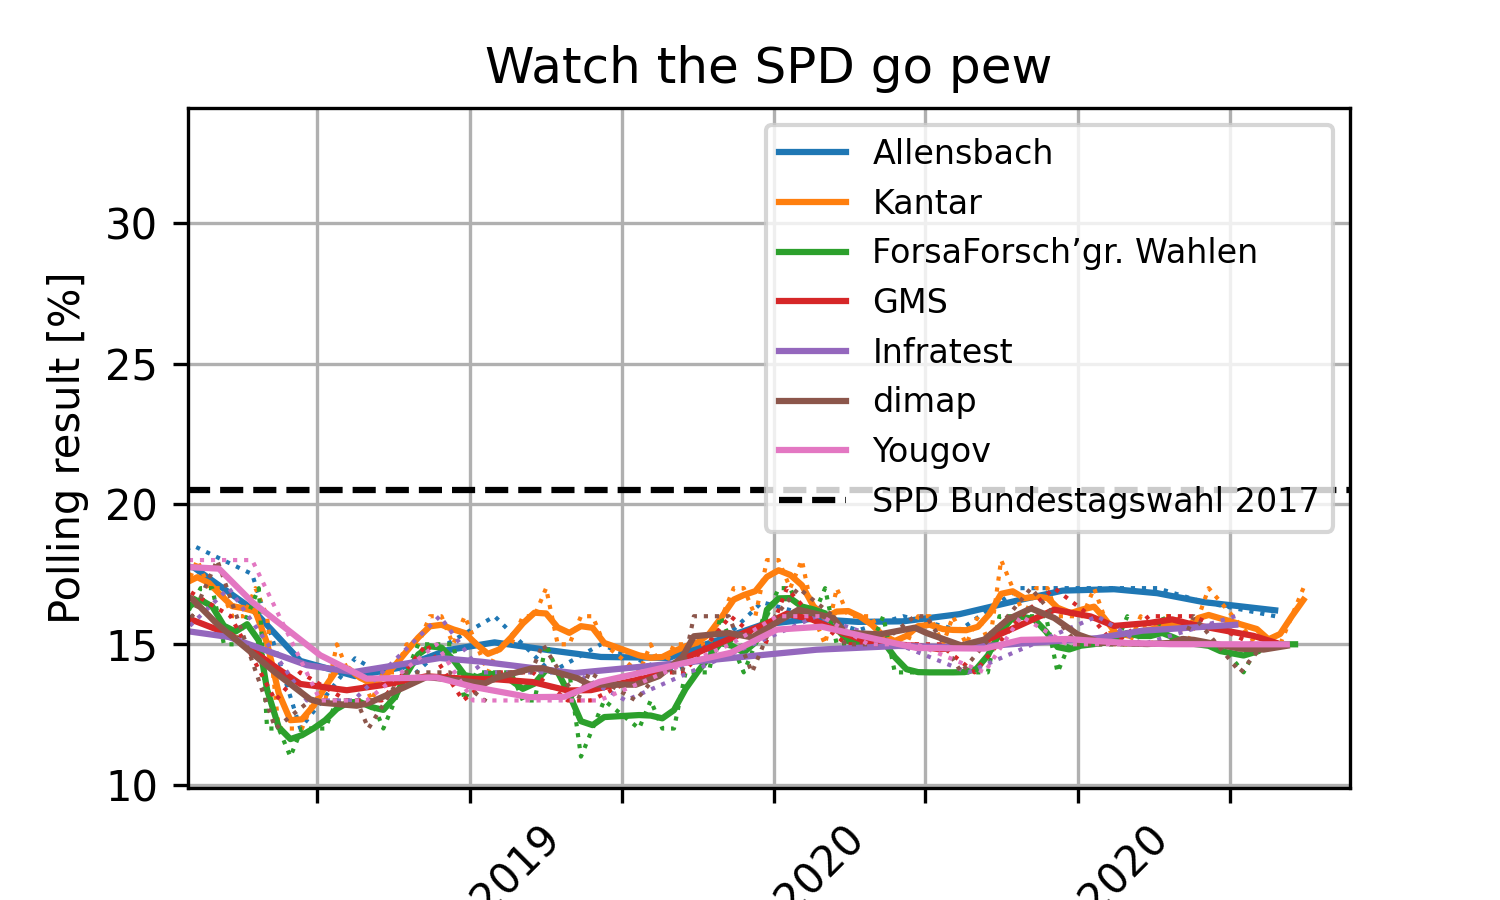 Watch the SPD go pew
Polling result [%]
30
25
20
15
10
Allensbach
Kantar
ForsaForsch’gr. Wahlen
GMS
Infratest
dimap
Yougov
SPD Bundestagswahl 2017
2019
2020
2020